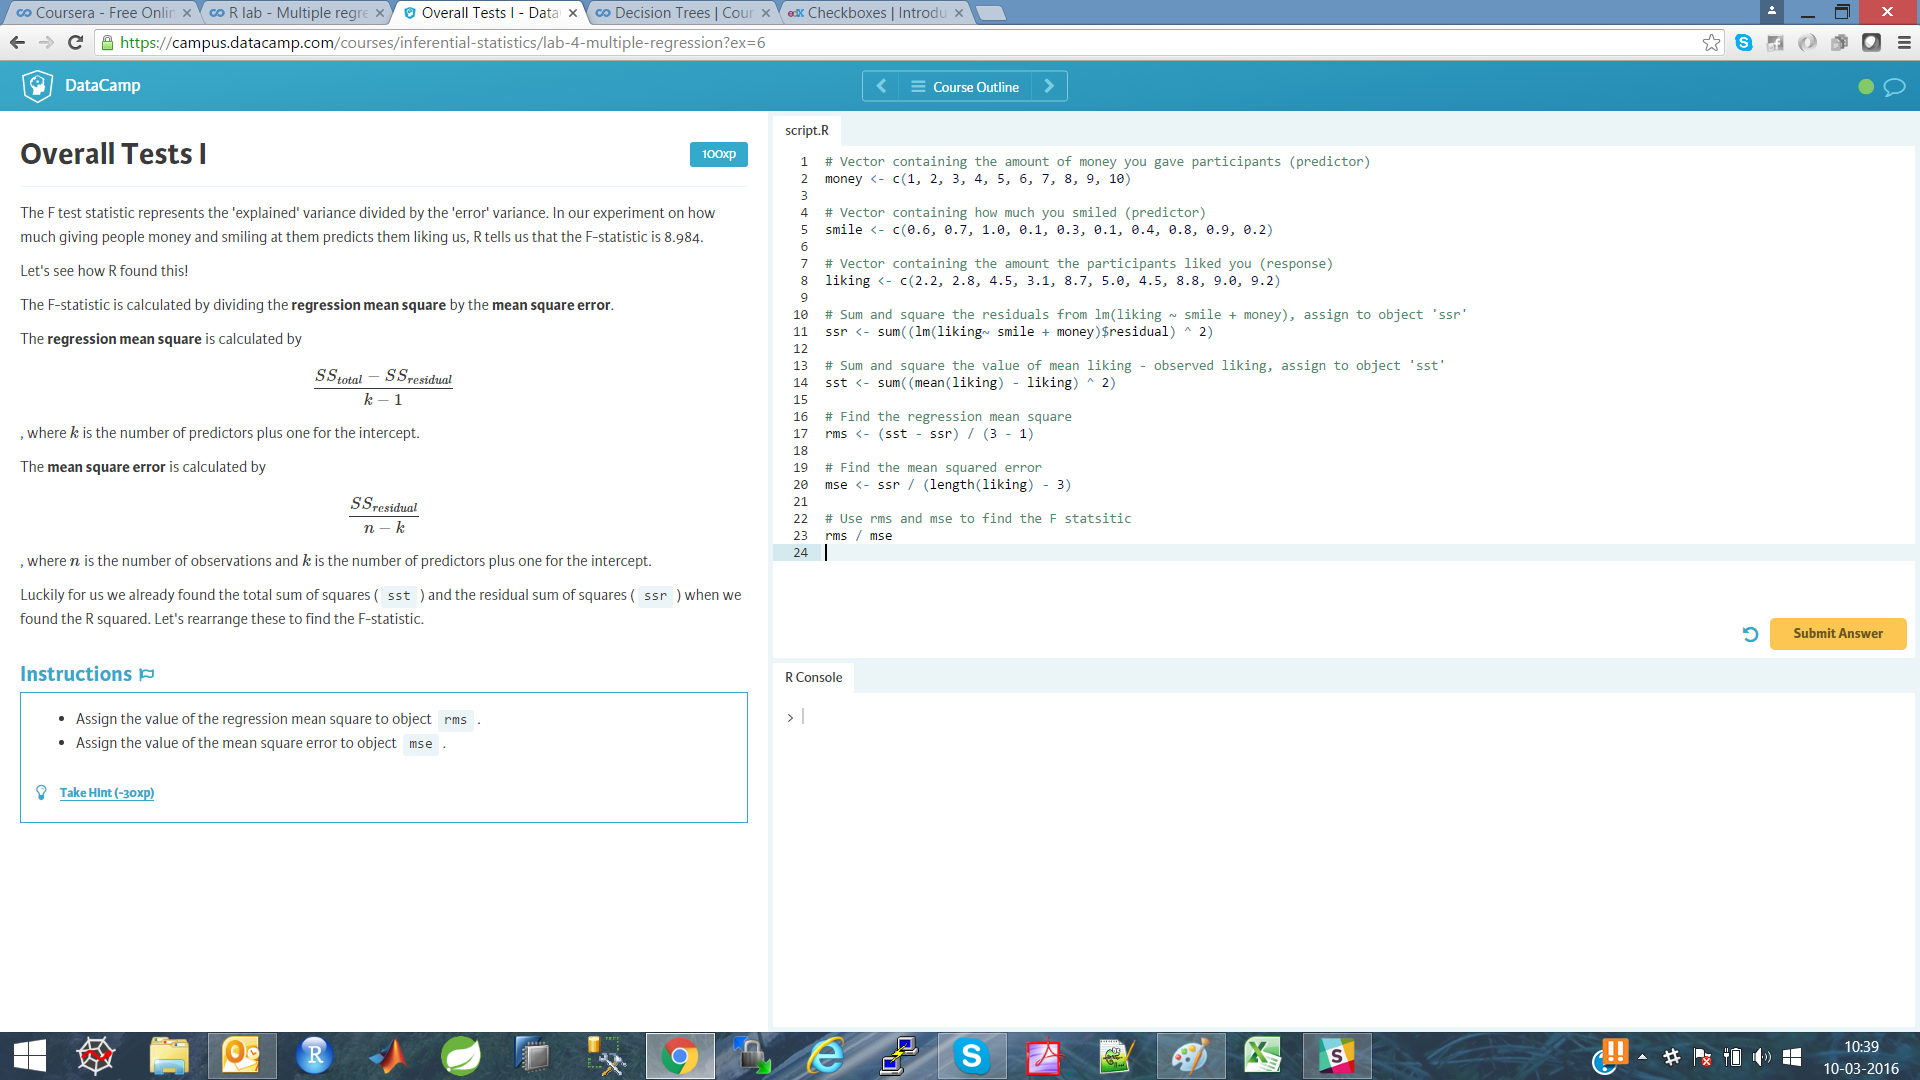 Coursera - Free Onlin
R lab - Multiple regre
Overall Tests I - Data
Decision Trees | Cour
edX Checkboxes | Introdu
https://campus.datacamp.com/courses/inferential-statistics/lab-4-multiple-regression?ex=6
DataCamp
Course Outline
Overall Tests I
100xp
The F test statistic represents the 'explained' variance divided by the 'error' variance. In our experiment on how
much giving people money and smiling at them predicts them liking us, R tells us that the F-statistic is 8.984.
Let's see how R found this!
The F-statistic is calculated by dividing the regression mean square by the mean square error.
The regression mean square is calculated by
SStotal − SSresidual
k − 1
, where k is the number of predictors plus one for the intercept.
The mean square error is calculated by
SSresidual
n − k
, where n is the number of observations and k is the number of predictors plus one for the intercept.
Luckily for us we already found the total sum of squares ( sst ) and the residual sum of squares ( ssr ) when we
found the R squared. Let's rearrange these to find the F-statistic.
Instructions
• Assign the value of the regression mean square to object rms .
• Assign the value of the mean square error to object mse .
Take Hint (-30xp)
script.R
1 # Vector containing the amount of money you gave participants (predictor)
2 money <- c(1, 2, 3, 4, 5, 6, 7, 8, 9, 10)
3
4 # Vector containing how much you smiled (predictor)
5 smile <- c(0.6, 0.7, 1.0, 0.1, 0.3, 0.1, 0.4, 0.8, 0.9, 0.2)
6
7 # Vector containing the amount the participants liked you (response)
8 liking <- c(2.2, 2.8, 4.5, 3.1, 8.7, 5.0, 4.5, 8.8, 9.0, 9.2)
9
10 # Sum and square the residuals from lm(liking ~ smile + money), assign to object 'ssr'
11 ssr <- sum((lm(liking~ smile + money)$residual) ^ 2)
12
13 # Sum and square the value of mean liking - observed liking, assign to object 'sst'
14 sst <- sum((mean(liking) - liking) ^ 2)
15
16 # Find the regression mean square
17 rms <- (sst - ssr) / (3 - 1)
18
19 # Find the mean squared error
20 mse <- ssr / (length(liking) - 3)
21
22 # Use rms and mse to find the F statsitic
23 rms / mse
24
Submit Answer
R Console
>
10:39
10-03-2016